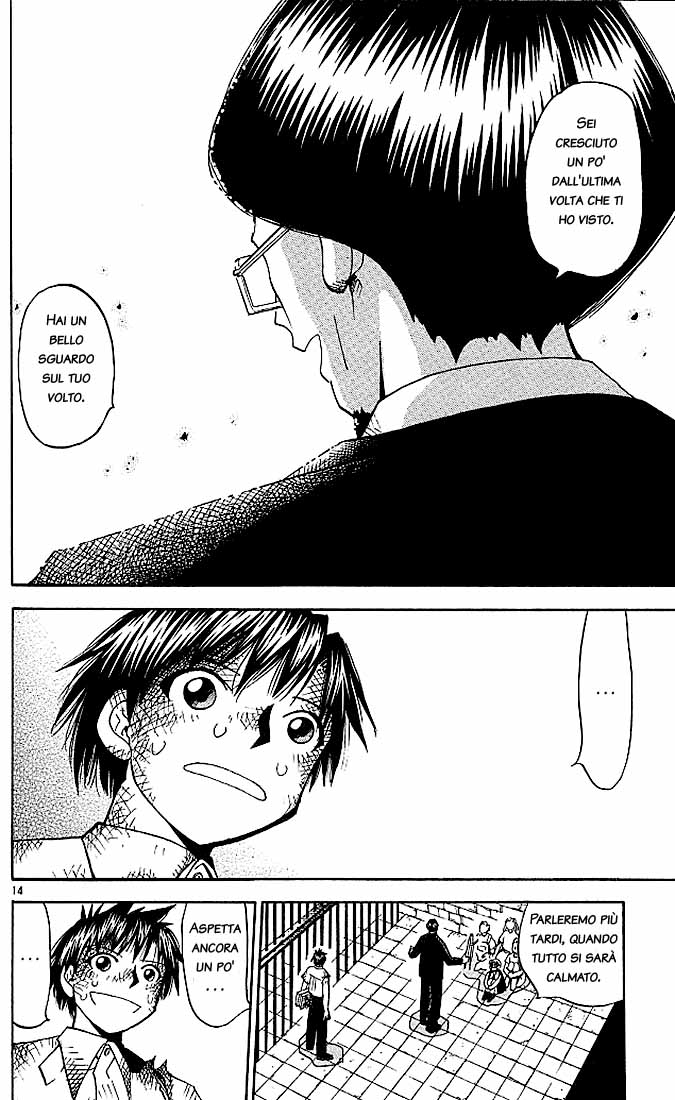 SEI
CRESCIUTO
UN PO'
DALL'ULTIMA
VOLTA CHE TI
HO VISTO.
HAI UN
BELLO
SGUARDO
SUL TUO
VOLTO.
...
14
PARLEREMO PIÙ
TARDI, QUANDO
TUTTO SI SARÀ
CALMATO.
ASPETTA
ANCORA
UN PO'
...
...